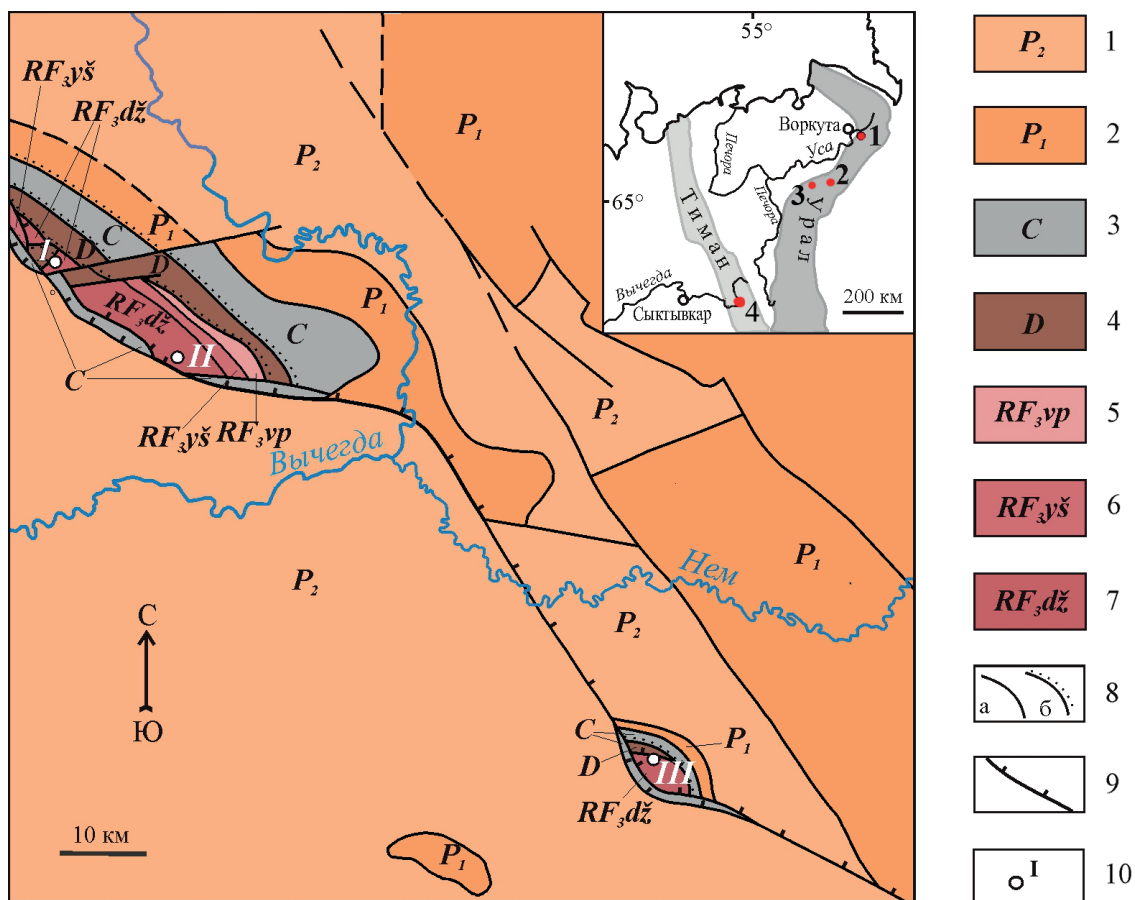 RF₃yš
RF₃dž
P₂
P₁
P₁
C
D
D
I
RF₃dž
II
C
P₁
C
RF₃yš
RF₃vp
Вычегда
P₂
P₁
P₂
Нем
P₂
С
Ю
C
D
III
P₁
RF₃dž
P₁
10 км
55°
65°
Воркута
Уса
Печора
Печора
1
2
3
Тиман
Урал
Вычегда
Сыктывкар
4
200 км
P₂ 1
P₁ 2
C 3
D 4
RF₃vp 5
RF₃yš 6
RF₃dž 7
а б 8
9
I 10